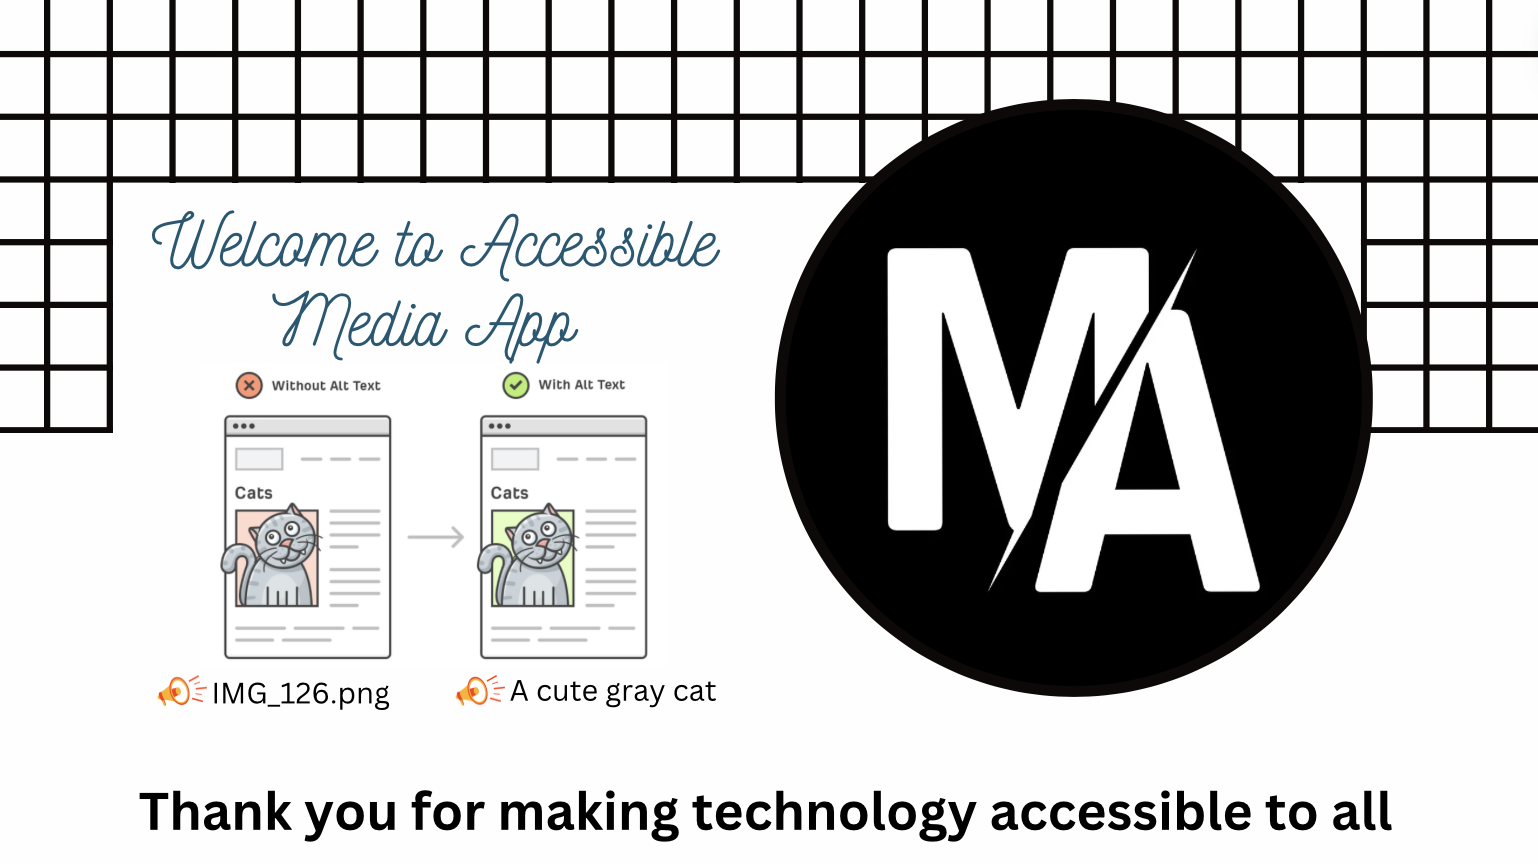 Welcome to Accessible
Media App
Without Alt Text
With Alt Text
Cats
Cats
IMG_126.png
A cute gray cat
MA
Thank you for making technology accessible to all